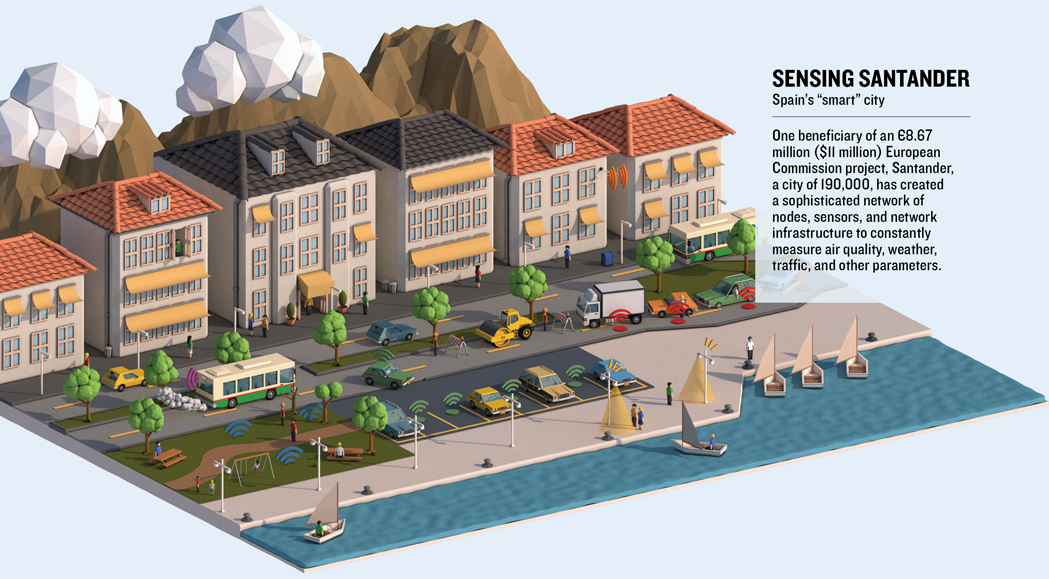 SENSING SANTANDER
Spain's “smart” city
One beneficiary of an €8.67
million ($11 million) European
Commission project, Santander,
a city of 190,000, has created
a sophisticated network of
nodes, sensors, and network
infrastructure to constantly
measure air quality, weather,
traffic, and other parameters.